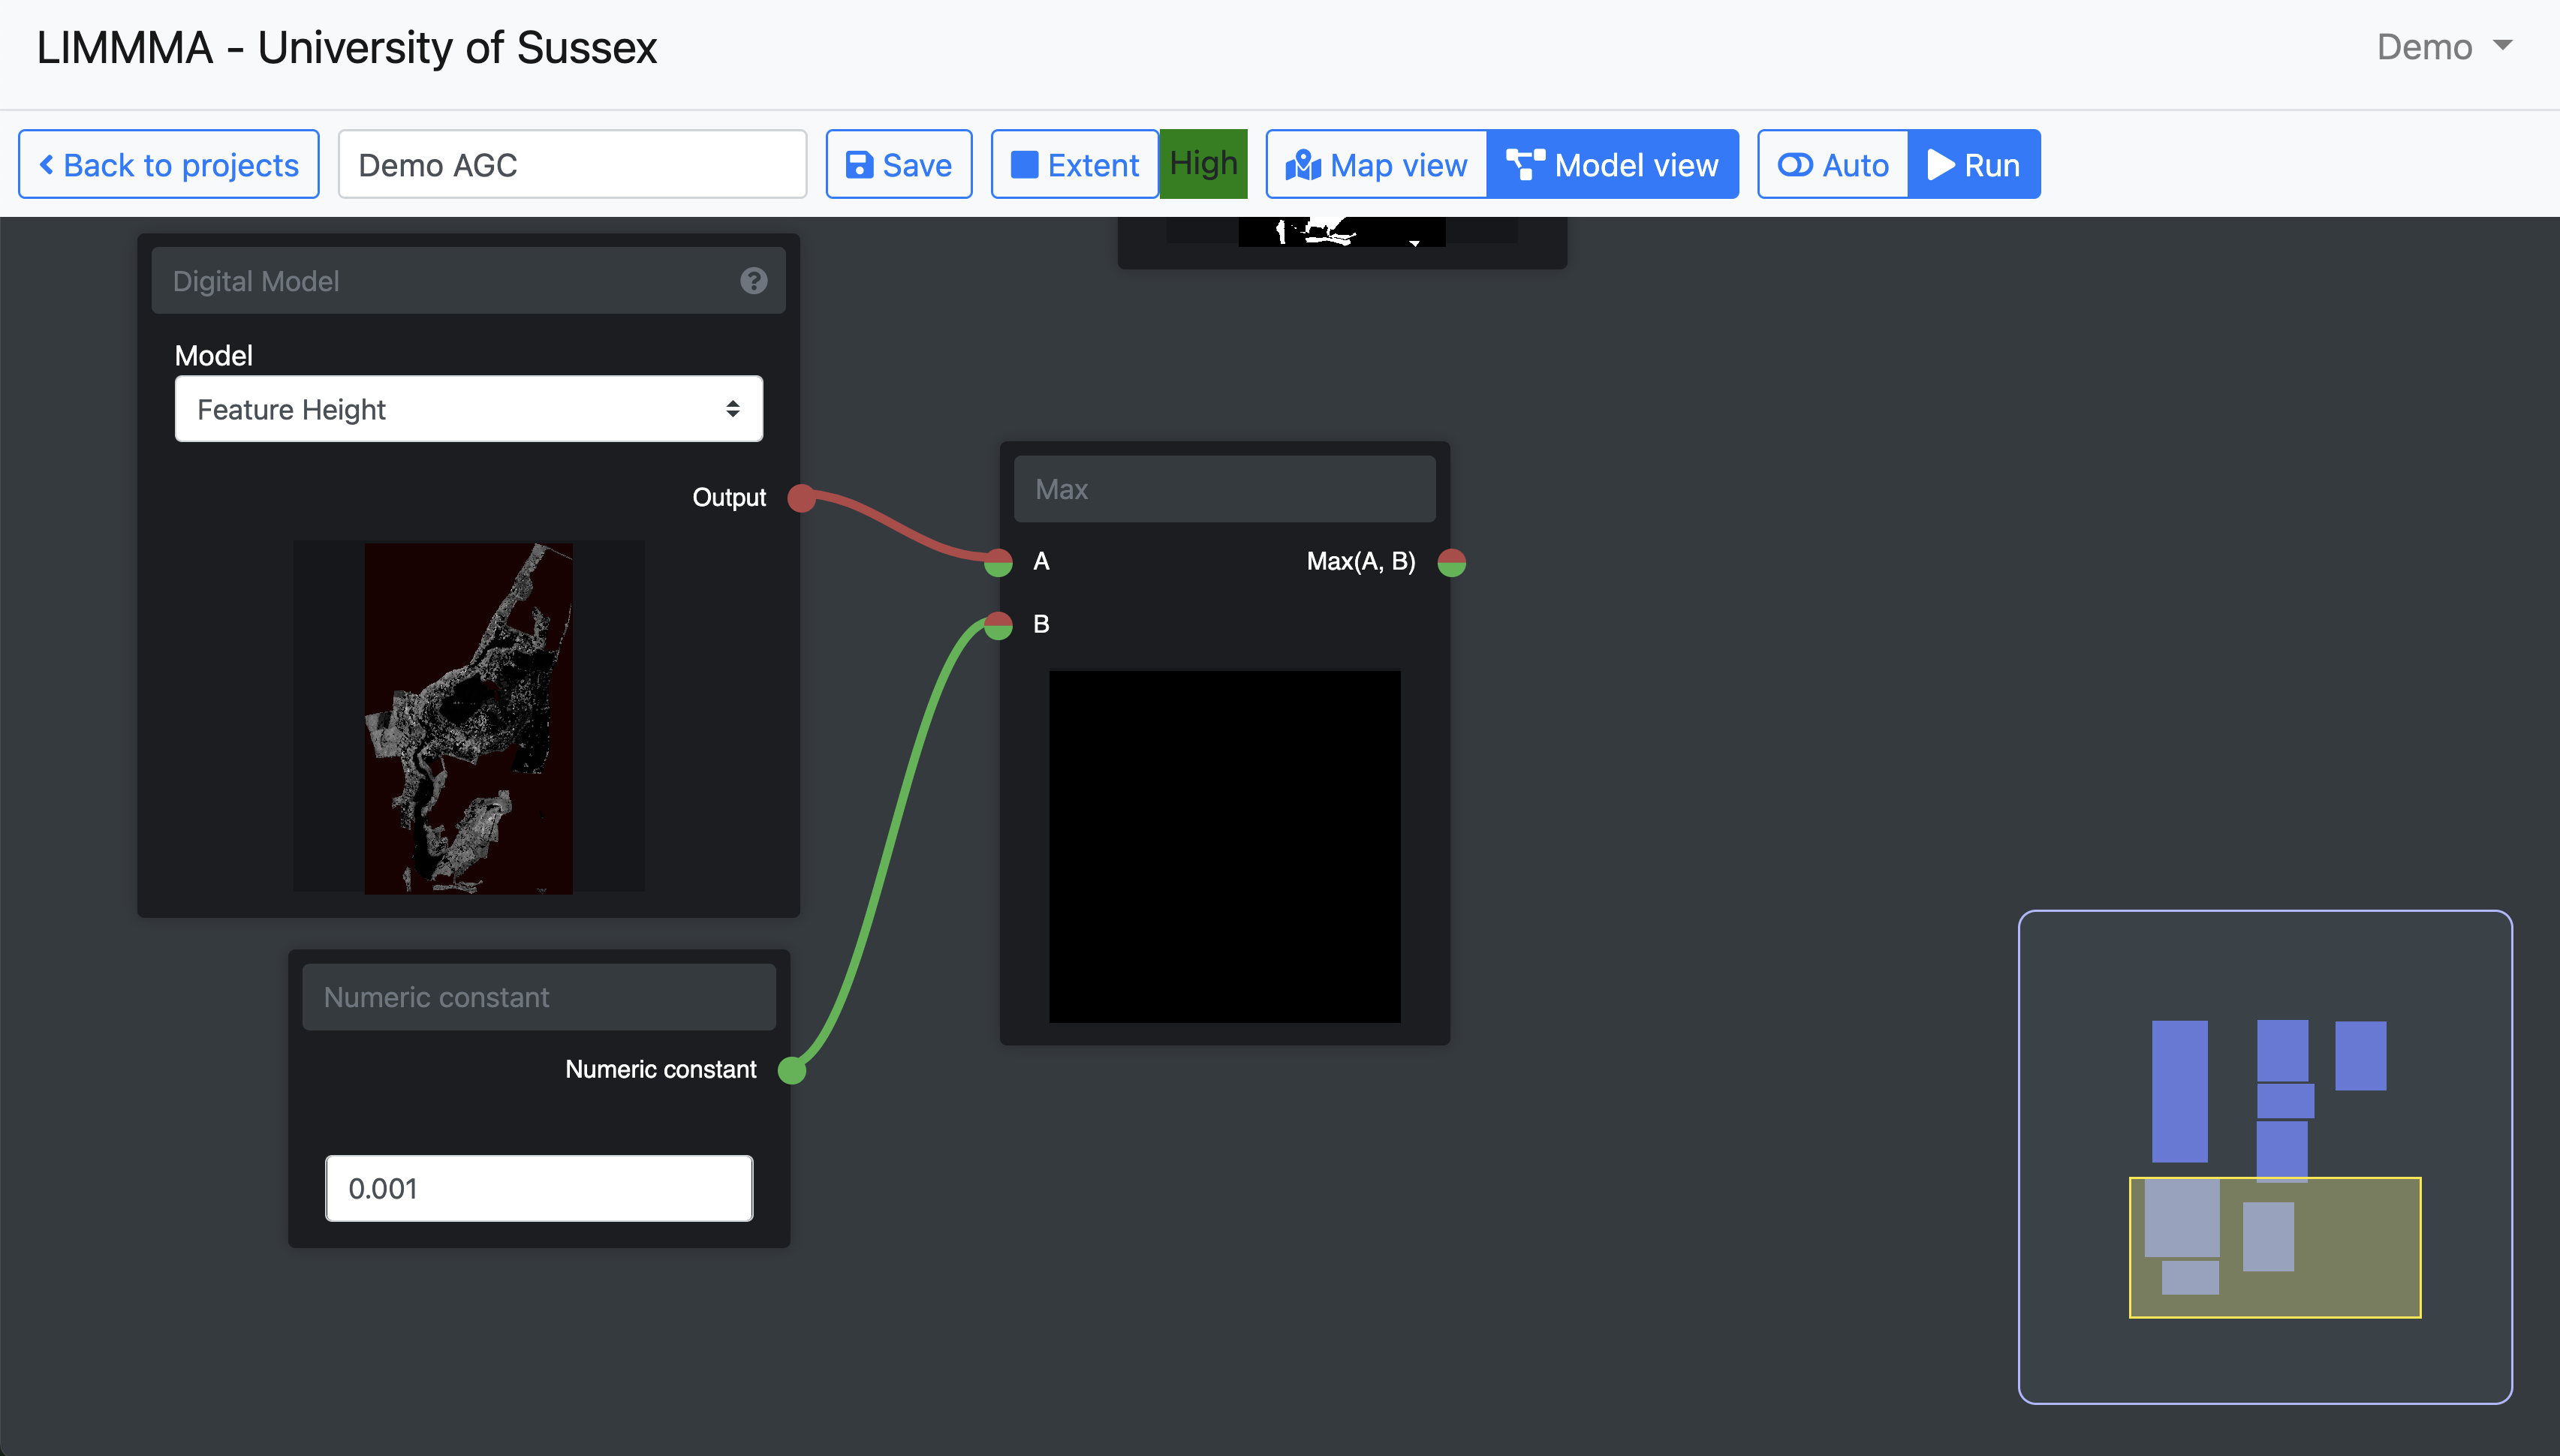 LIMMMA - University of Sussex
Demo
Back to projects
Demo AGC
Save
Extent
High
Map view
Model view
Auto
Run
Digital Model
?
Model
Feature Height
Output
Max
A
Max(A, B)
B
Numeric constant
Numeric constant
0.001